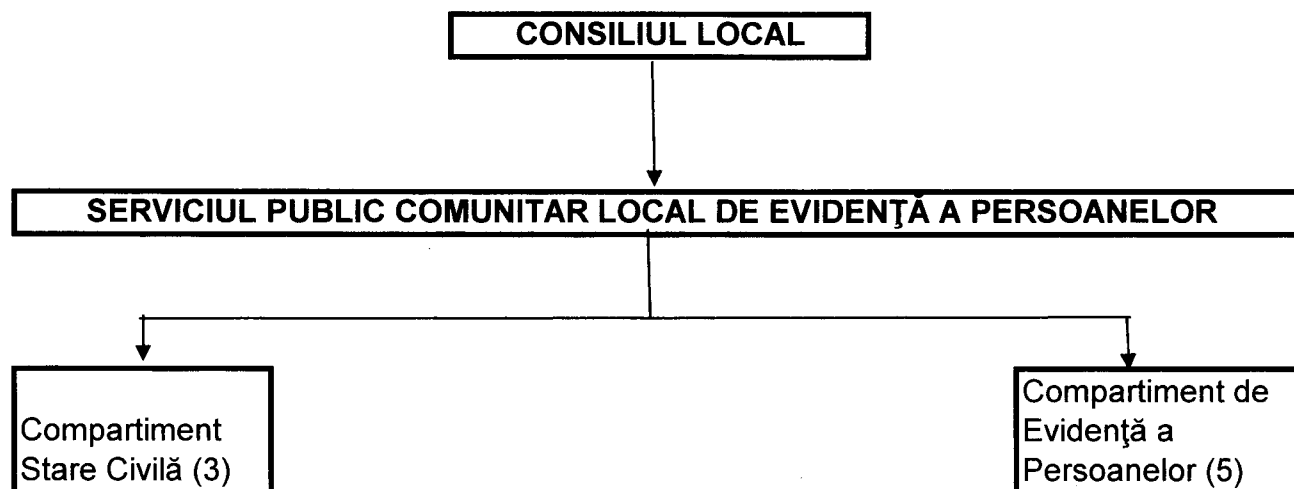 CONSILIUL LOCAL
SERVICIUL PUBLIC COMUNITAR LOCAL DE EVIDENŢĂ A PERSOANELOR
Compartiment
Stare Civilă (3)
Compartiment de
Evidenţă a
Persoanelor (5)